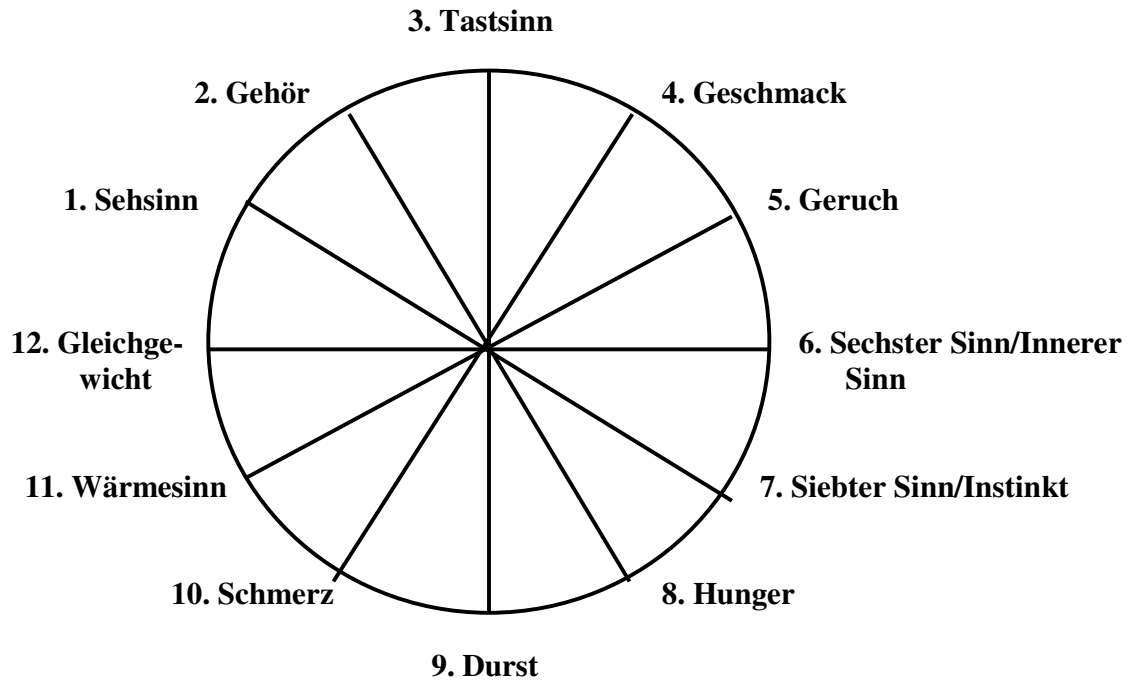 3. Tastsinn
2. Gehör
4. Geschmack
1. Sehsinn
5. Geruch
12. Gleichge-
wicht
6. Sechster Sinn/Innerer
Sinn
11. Wärmesinn
7. Siebter Sinn/Instinkt
10. Schmerz
8. Hunger
9. Durst